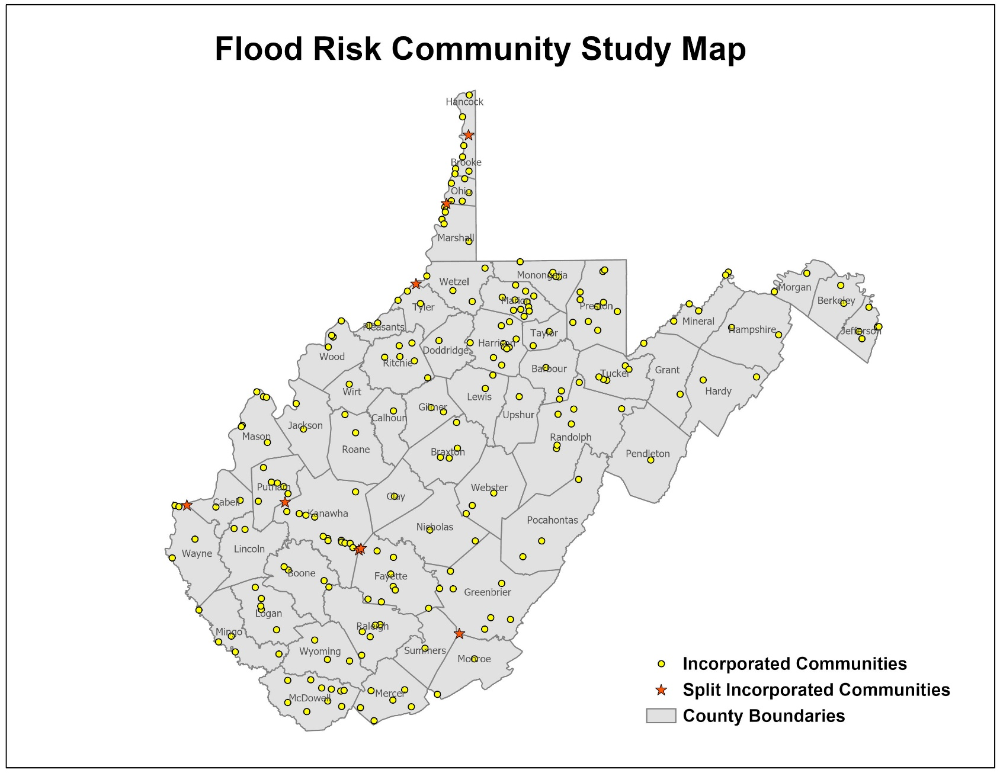 Flood Risk Community Study Map
Hancock
Brooke
Ohio
Marshall
Wetzel
Monongalia
Marion
Preston
Tyler
Pleasants
Morgan
Berkeley
Jefferson
Mineral
Hampshire
Taylor
Harrison
Doddridge
Ritchie
Wood
Barbour
Tucker
Grant
Hardy
Wirt
Lewis
Gilmer
Calhoun
Upshur
Jackson
Mason
Randolph
Roane
Braxton
Pendleton
Putnam
Webster
Clay
Cabell
Kanawha
Pocahontas
Nicholas
Lincoln
Wayne
Boone
Fayette
Greenbrier
Logan
Raleigh
Mingo
Wyoming
Summers
Monroe
Mercer
McDowell
Incorporated Communities
Split Incorporated Communities
County Boundaries